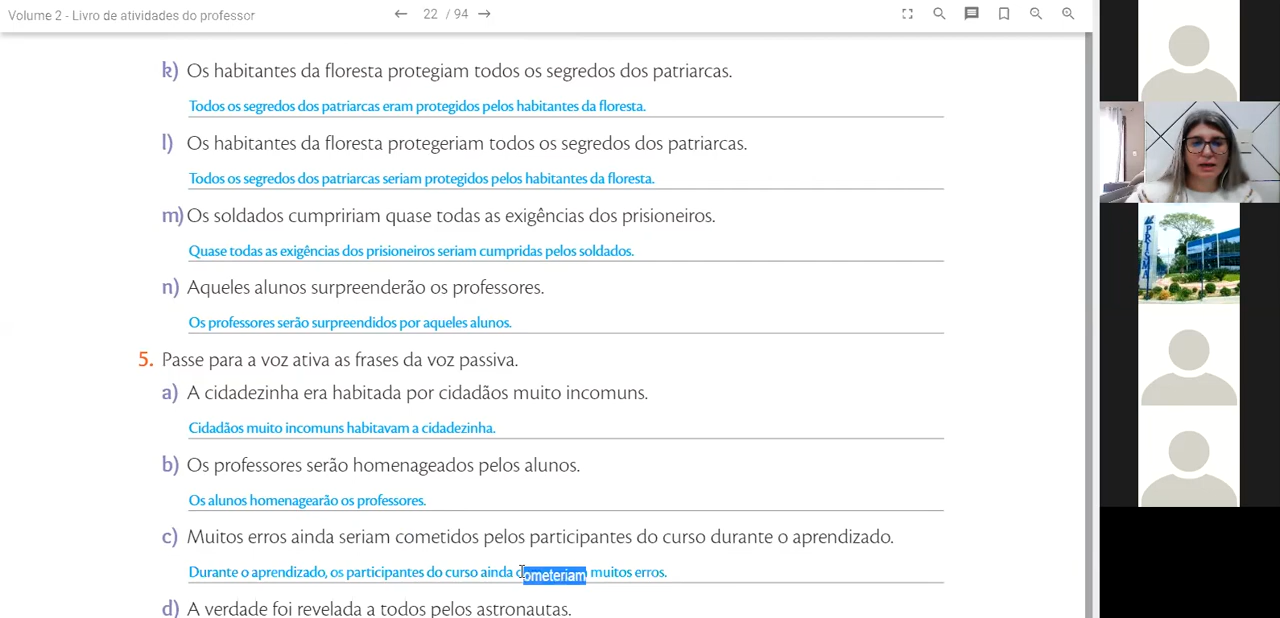 Volume 2 - Livro de atividades do professor
← 22 / 94 →
k) Os habitantes da floresta protegiam todos os segredos dos patriarcas.
Todos os segredos dos patriarcas eram protegidos pelos habitantes da floresta.
l) Os habitantes da floresta protegeriam todos os segredos dos patriarcas.
Todos os segredos dos patriarcas seriam protegidos pelos habitantes da floresta.
m) Os soldados cumpririam quase todas as exigências dos prisioneiros.
Quase todas as exigências dos prisioneiros seriam cumpridas pelos soldados.
n) Aqueles alunos surpreenderão os professores.
Os professores serão surpreendidos por aqueles alunos.
5. Passe para a voz ativa as frases da voz passiva.
a) A cidadezinha era habitada por cidadãos muito incomuns.
Cidadãos muito incomuns habitavam a cidadezinha.
b) Os professores serão homenageados pelos alunos.
Os alunos homenagearão os professores.
c) Muitos erros ainda seriam cometidos pelos participantes do curso durante o aprendizado.
Durante o aprendizado, os participantes do curso ainda cometeriam muitos erros.
d) A verdade foi revelada a todos pelos astronautas.
PRISMA